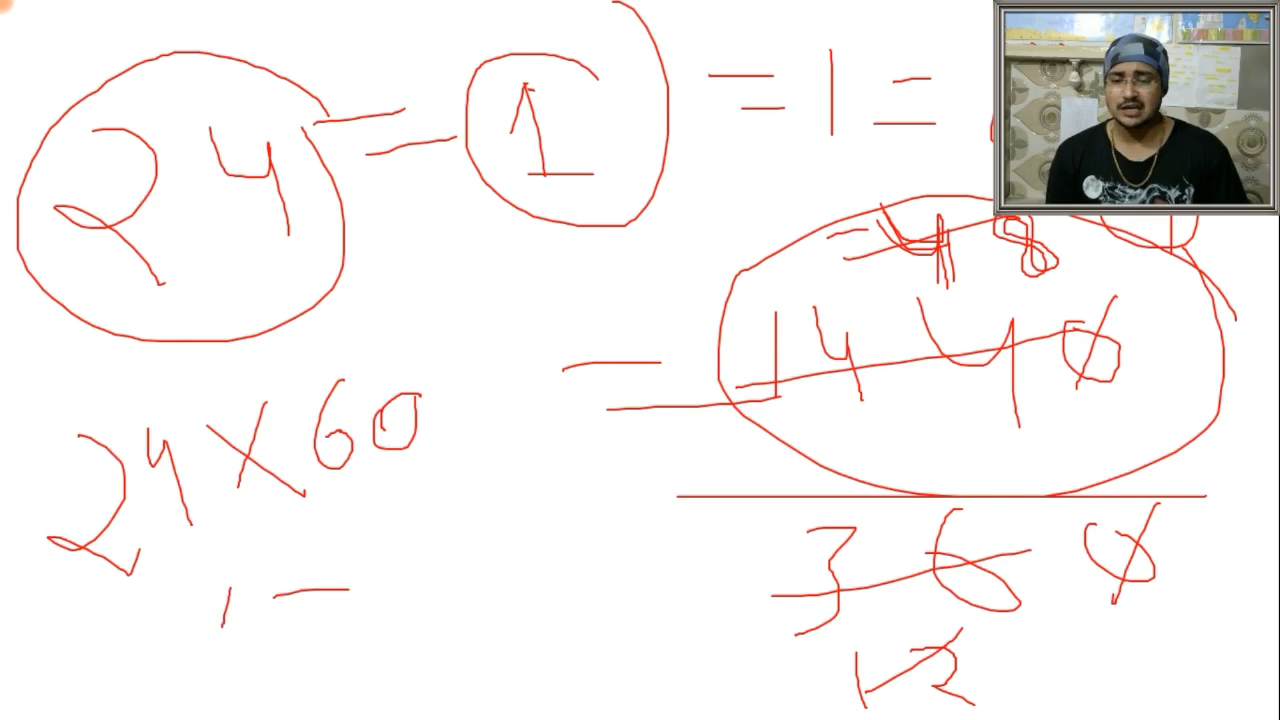 24 = 1 = 1 =
= 48
= 1440
24 × 60
360
1 -
12